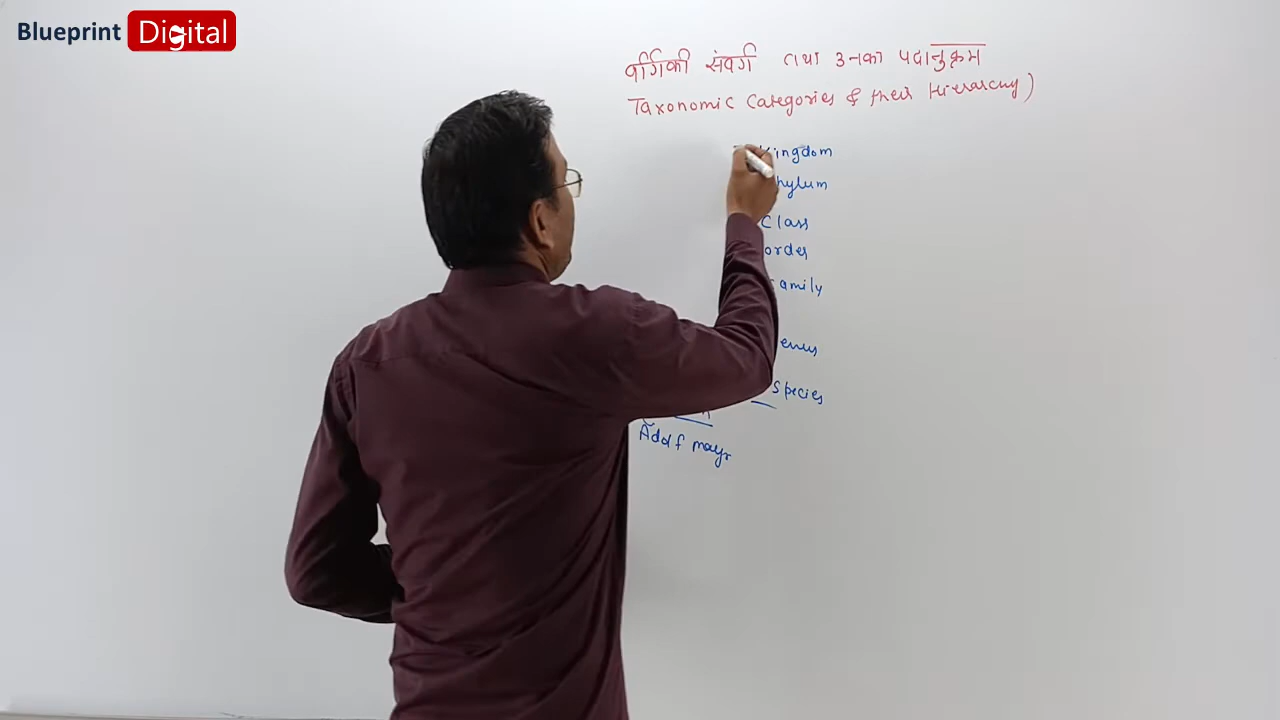 Blueprint Digital
वर्गिकी संवर्ग तथा उनका पदानुक्रम
Taxonomic Categories & their Hierarchy)
Kingdom
hylum
Class
order
amily
enus
Species
Adolf mayr